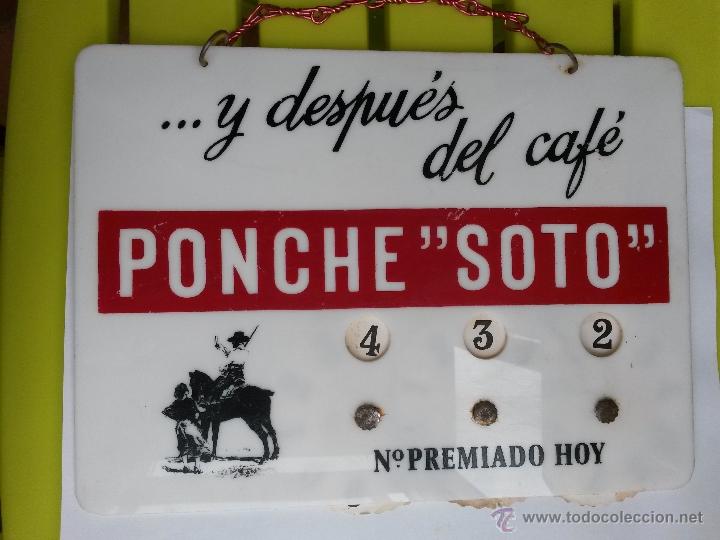 ...y después
del café
PONCHE "SOTO"
4 3 2
Nº PREMIADO HOY
© www.todocoleccion.net